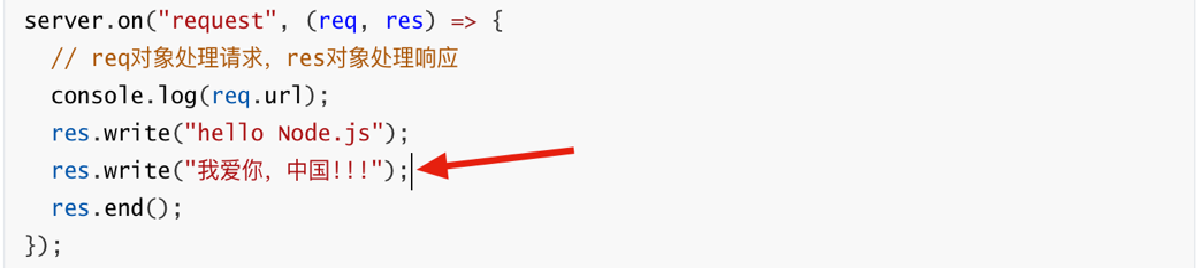 server.on("request", (req, res) => {
  // req对象处理请求，res对象处理响应
  console.log(req.url);
  res.write("hello Node.js");
  res.write("我爱你，中国!!!");
  res.end();
});